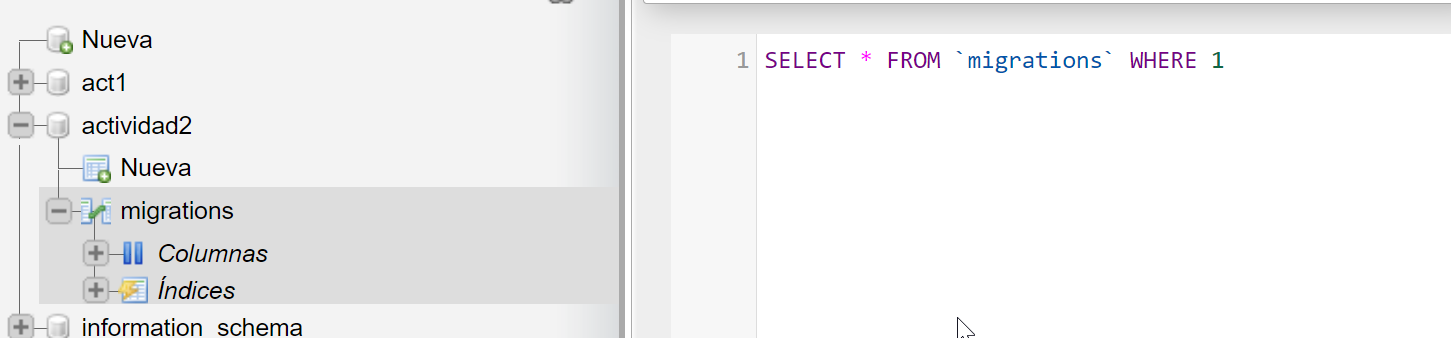 Nueva
act1
actividad2
Nueva
migrations
Columnas
Índices
information_schema
1 SELECT * FROM `migrations` WHERE 1